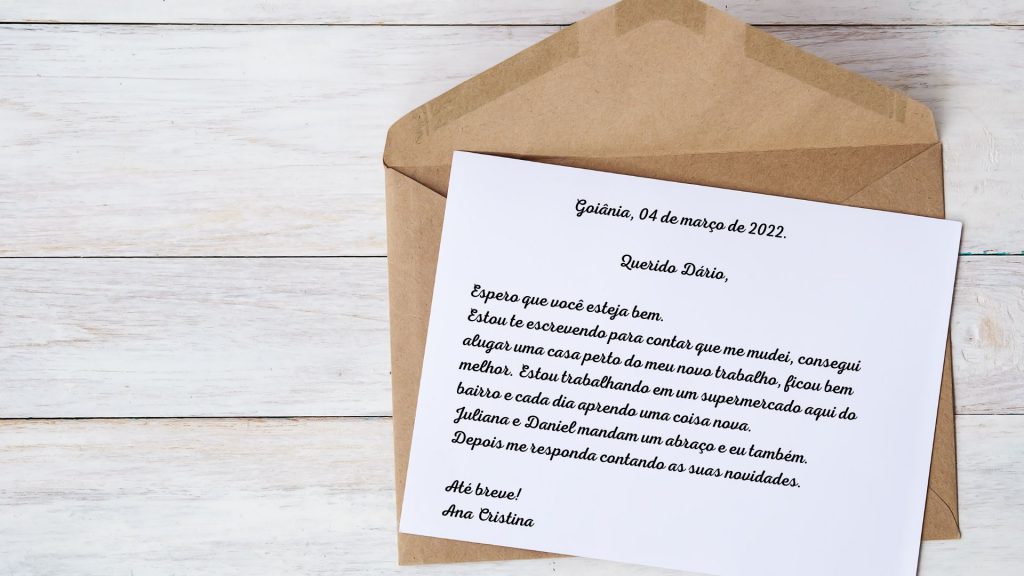 Goiânia, 04 de março de 2022.
Querido Dário,
Espero que você esteja bem.
Estou te escrevendo para contar que me mudei, consegui
alugar uma casa perto do meu novo trabalho, ficou bem
melhor. Estou trabalhando em um supermercado aqui do
bairro e cada dia aprendo uma coisa nova.
Juliana e Daniel mandam um abraço e eu também.
Depois me responda contando as suas novidades.
Até breve!
Ana Cristina